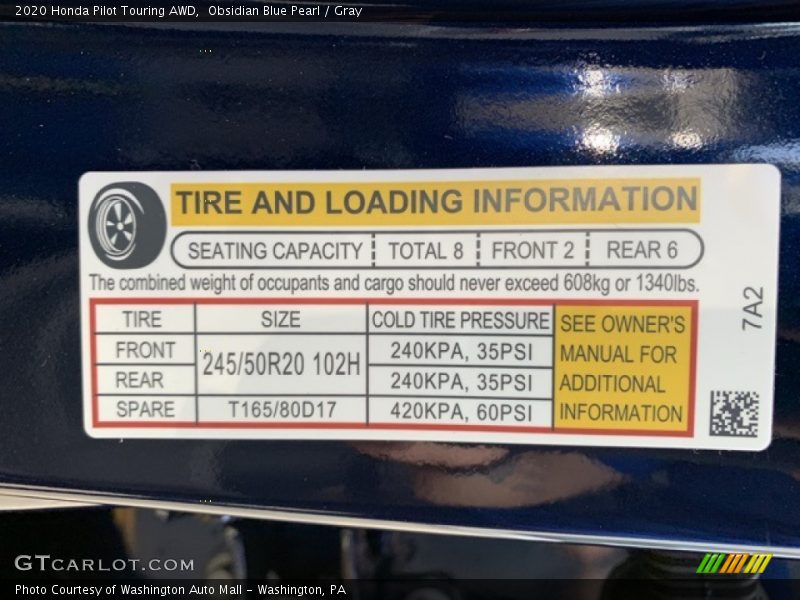 2020 Honda Pilot Touring AWD, Obsidian Blue Pearl / Gray
TIRE AND LOADING INFORMATION
SEATING CAPACITY TOTAL 8 FRONT 2 REAR 6
The combined weight of occupants and cargo should never exceed 608kg or 1340lbs.
TIRE SIZE COLD TIRE PRESSURE
FRONT 245/50R20 102H 240KPA, 35PSI
REAR 240KPA, 35PSI
SPARE T165/80D17 420KPA, 60PSI
SEE OWNER'S
MANUAL FOR
ADDITIONAL
INFORMATION
7A2
GTCARLOT.COM
Photo Courtesy of Washington Auto Mall - Washington, PA